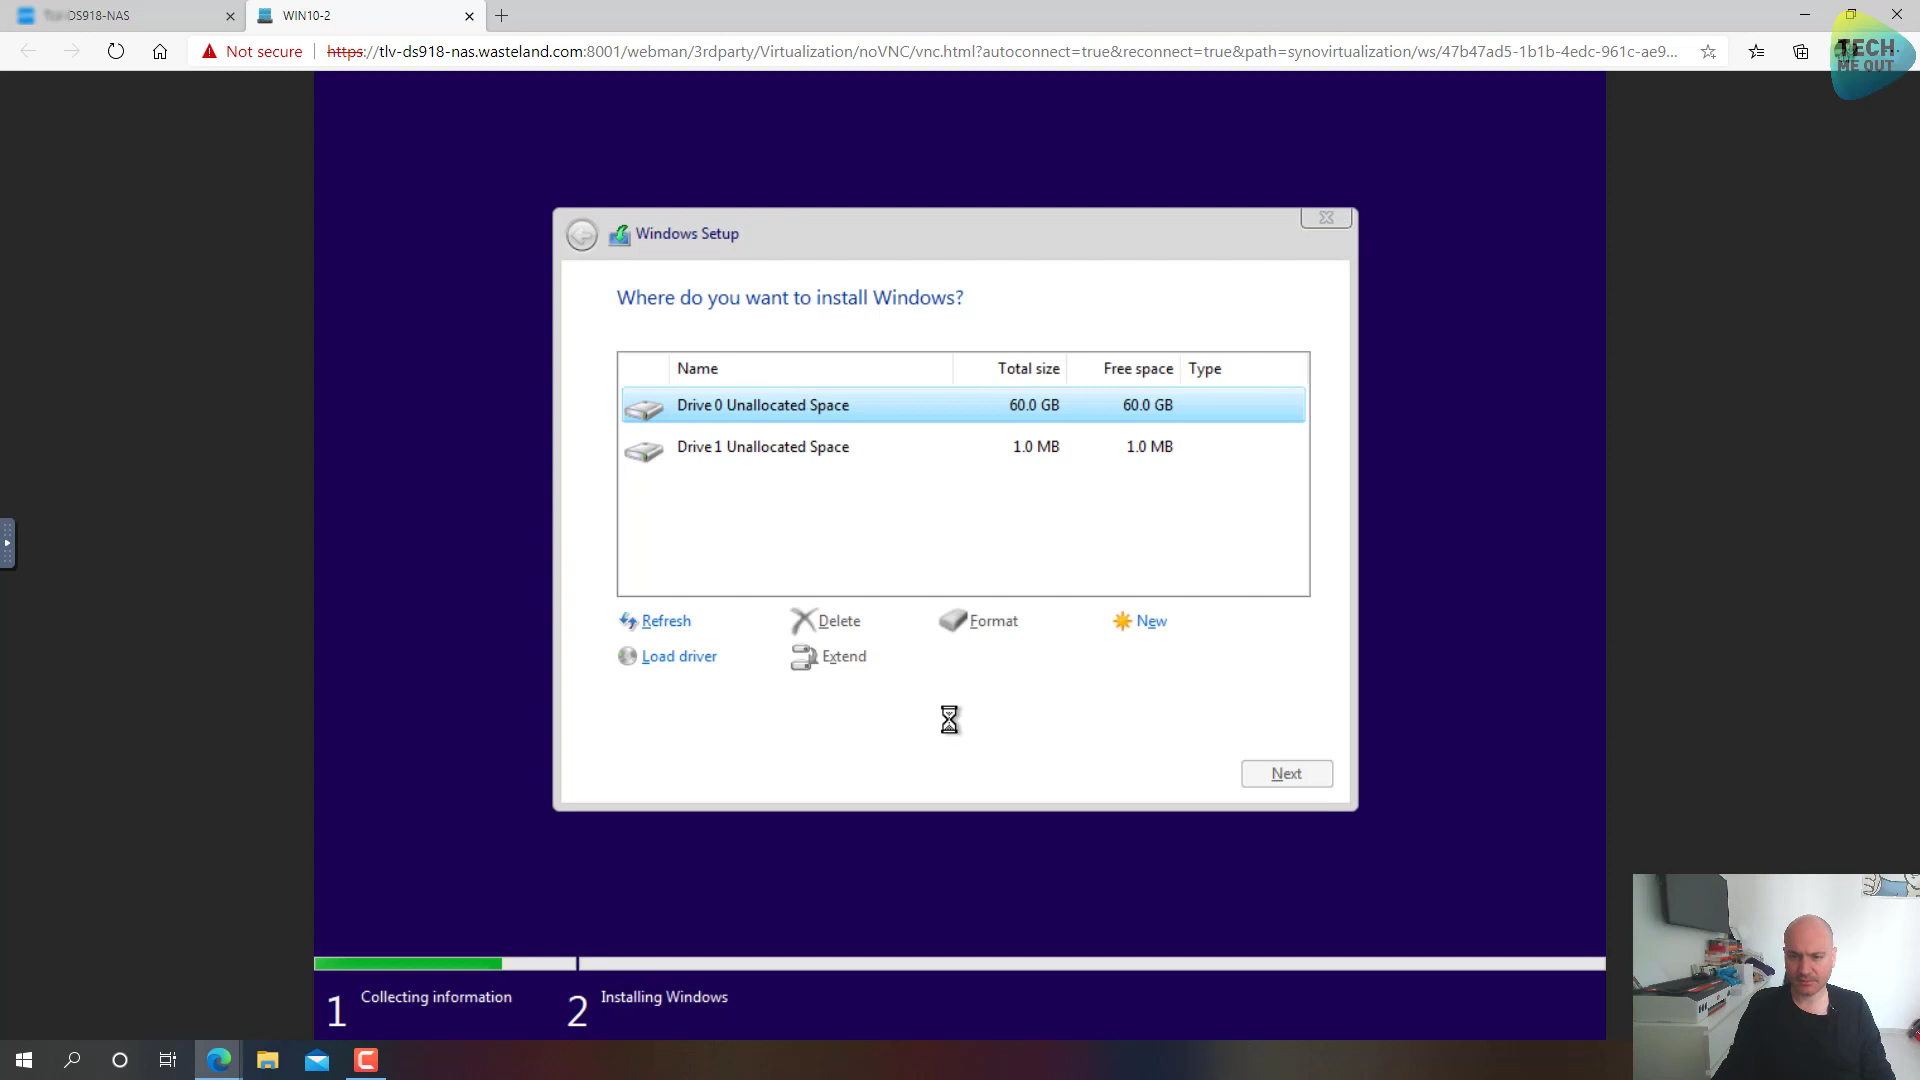 DS918-NAS
WIN10-2
Not secure
https://tlv-ds918-nas.wasteland.com:8001/webman/3rdparty/Virtualization/noVNC/vnc.html?autoconnect=true&reconnect=true&path=synovirtualization/ws/47b47ad5-1b1b-4edc-961c-ae9...
TECH
ME OUT
Windows Setup
Where do you want to install Windows?
Name Total size Free space Type
Drive 0 Unallocated Space 60.0 GB 60.0 GB
Drive 1 Unallocated Space 1.0 MB 1.0 MB
Refresh Delete Format New
Load driver Extend
Next
1 Collecting information 2 Installing Windows